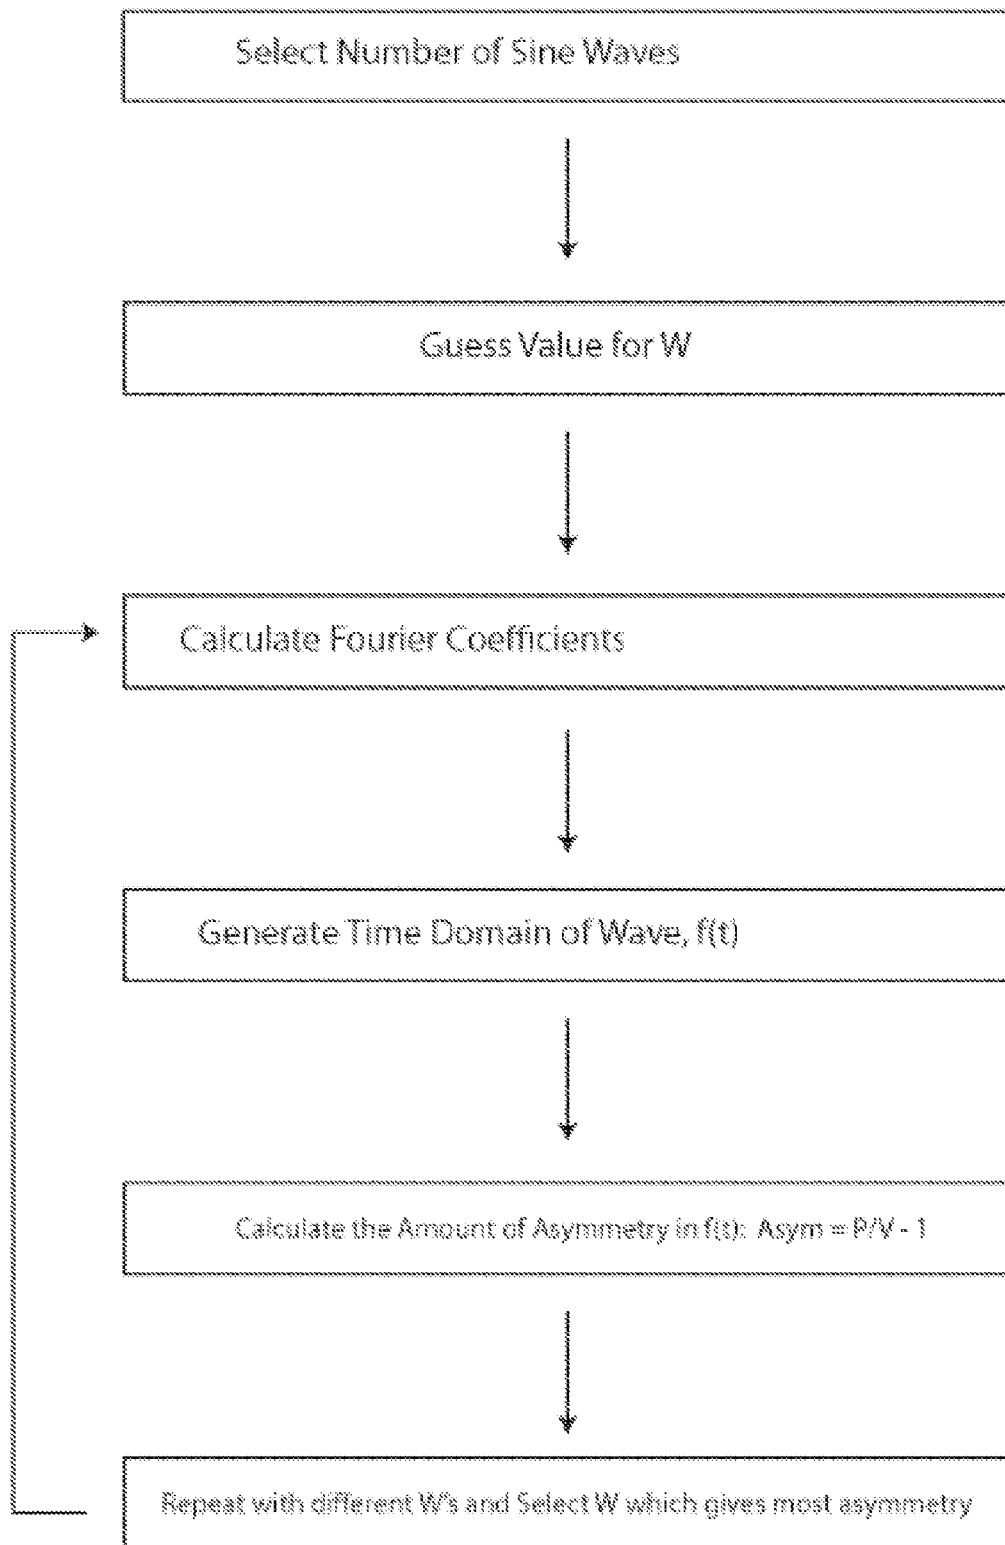 Select Number of Sine Waves
Guess Value for W
Calculate Fourier Coefficients
Generate Time Domain of Wave, f(t)
Calculate the Amount of Asymmetry in f(t): Asym = P/V - 1
Repeat with different W's and Select W which gives most asymmetry